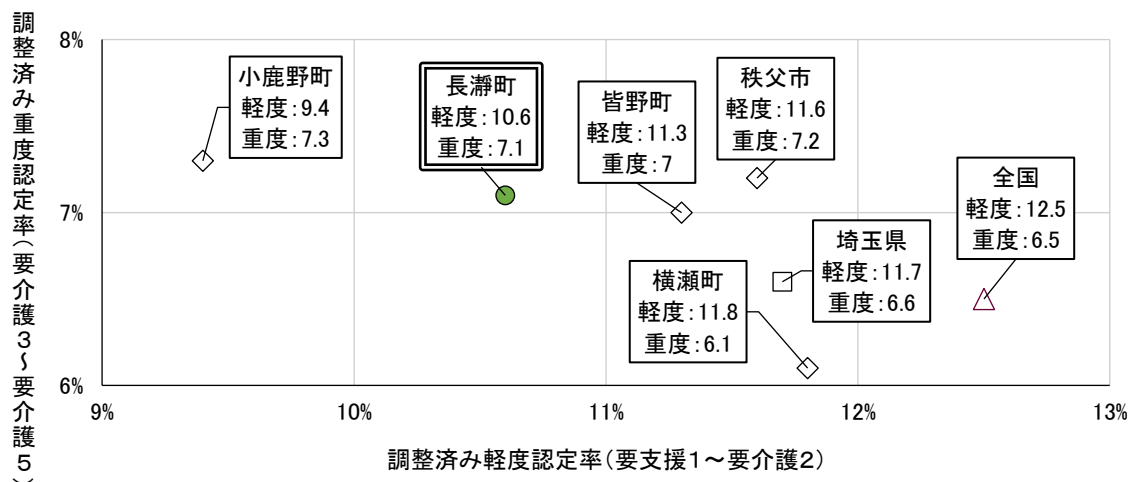 調整済み重度認定率（要介護３～要介護５）
8%
7%
6%
小鹿野町
軽度：9.4
重度：7.3
長瀞町
軽度：10.6
重度：7.1
皆野町
軽度：11.3
重度：7
秩父市
軽度：11.6
重度：7.2
全国
軽度：12.5
重度：6.5
埼玉県
軽度：11.7
重度：6.6
横瀬町
軽度：11.8
重度：6.1
9%
10%
11%
12%
13%
調整済み軽度認定率（要支援１～要介護２）